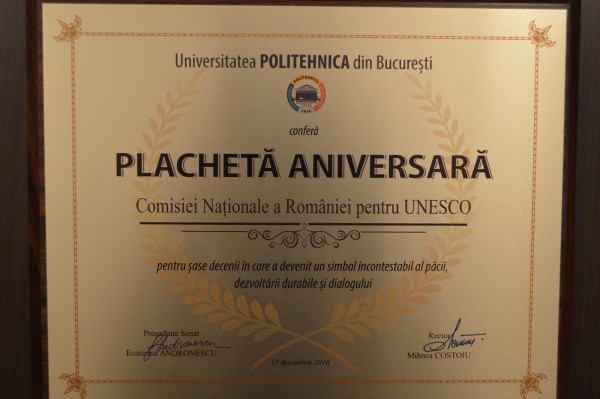 Universitatea POLITEHNICA din București
POLITEHNICA
conferă
PLACHETĂ ANIVERSARĂ
Comisiei Naționale a României pentru UNESCO
pentru șase decenii în care a devenit un simbol incontestabil al păcii,
dezvoltării durabile și dialogului
Președinte Senat
Ecaterina ANDRONESCU
Rector
Mihnea COSTOIU
15 decembrie 2016